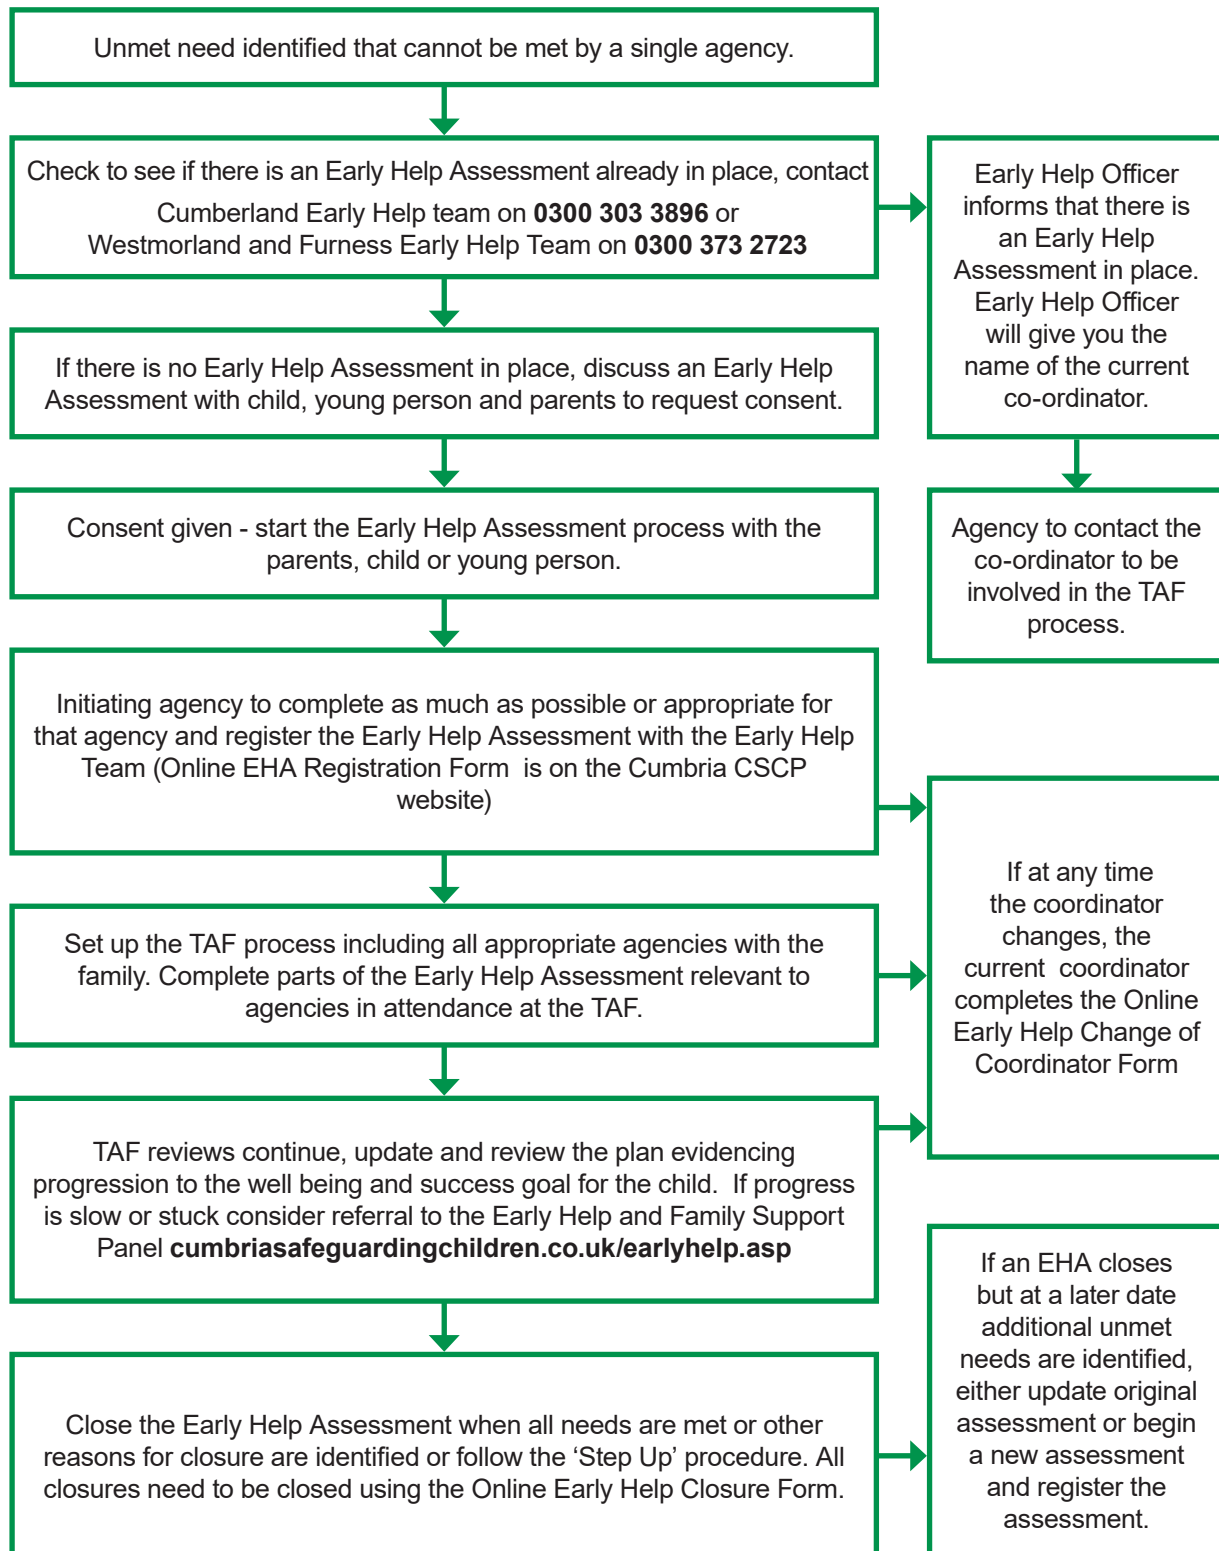 Unmet need identified that cannot be met by a single agency.
Check to see if there is an Early Help Assessment already in place, contact
Cumberland Early Help team on 0300 303 3896 or
Westmorland and Furness Early Help Team on 0300 373 2723
Early Help Officer
informs that there is
an Early Help
Assessment in place.
Early Help Officer
will give you the
name of the current
co-ordinator.
If there is no Early Help Assessment in place, discuss an Early Help
Assessment with child, young person and parents to request consent.
Consent given - start the Early Help Assessment process with the
parents, child or young person.
Agency to contact the
co-ordinator to be
involved in the TAF
process.
Initiating agency to complete as much as possible or appropriate for
that agency and register the Early Help Assessment with the Early Help
Team (Online EHA Registration Form  is on the Cumbria CSCP
website)
Set up the TAF process including all appropriate agencies with the
family. Complete parts of the Early Help Assessment relevant to
agencies in attendance at the TAF.
If at any time
the coordinator
changes, the
current  coordinator
completes the Online
Early Help Change of
Coordinator Form
TAF reviews continue, update and review the plan evidencing
progression to the well being and success goal for the child.  If progress
is slow or stuck consider referral to the Early Help and Family Support
Panel cumbriasafeguardingchildren.co.uk/earlyhelp.asp
Close the Early Help Assessment when all needs are met or other
reasons for closure are identified or follow the ‘Step Up’ procedure. All
closures need to be closed using the Online Early Help Closure Form.
If an EHA closes
but at a later date
additional unmet
needs are identified,
either update original
assessment or begin
a new assessment
and register the
assessment.